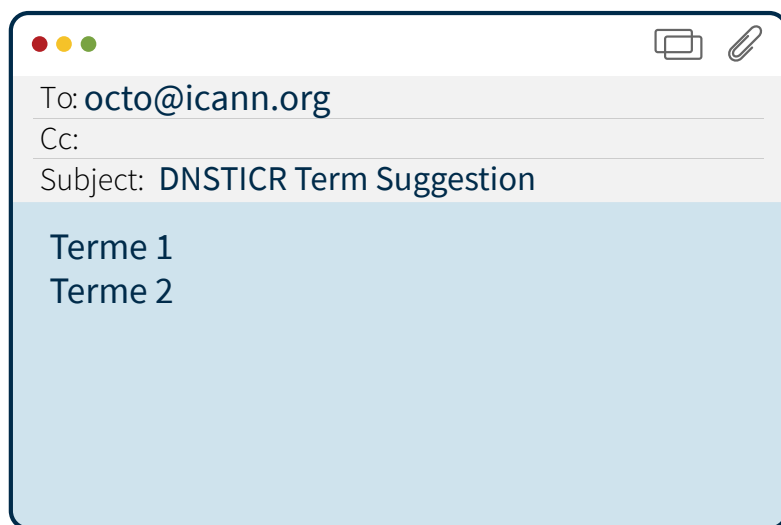 To: octo@icann.org
Cc:
Subject: DNSTICR Term Suggestion
Terme 1
Terme 2